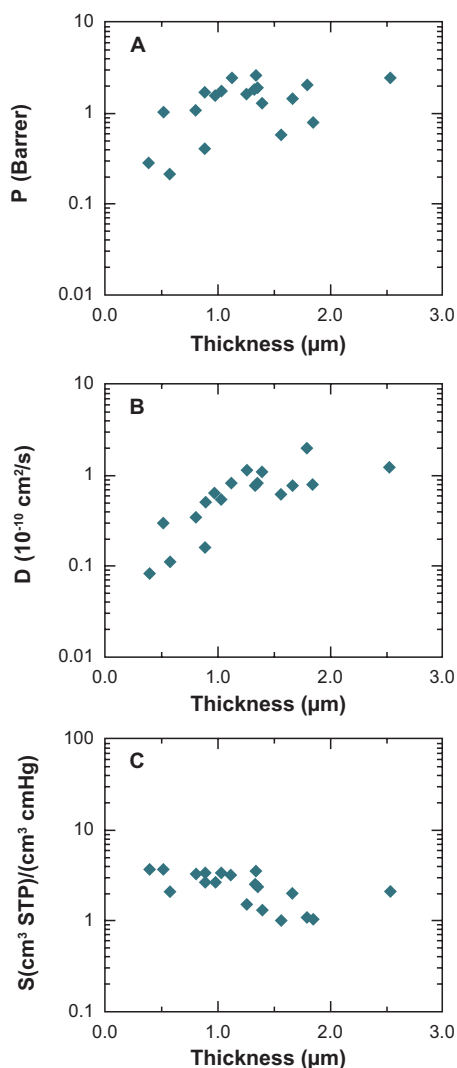 A
P (Barrer)
10
1
0.1
0.01
0.0
1.0
2.0
3.0
Thickness (µm)
B
D (10⁻¹⁰ cm²/s)
10
1
0.1
0.01
0.0
1.0
2.0
3.0
Thickness (µm)
C
S(cm³ STP)/(cm³ cmHg)
100
10
1
0.1
0.0
1.0
2.0
3.0
Thickness (µm)